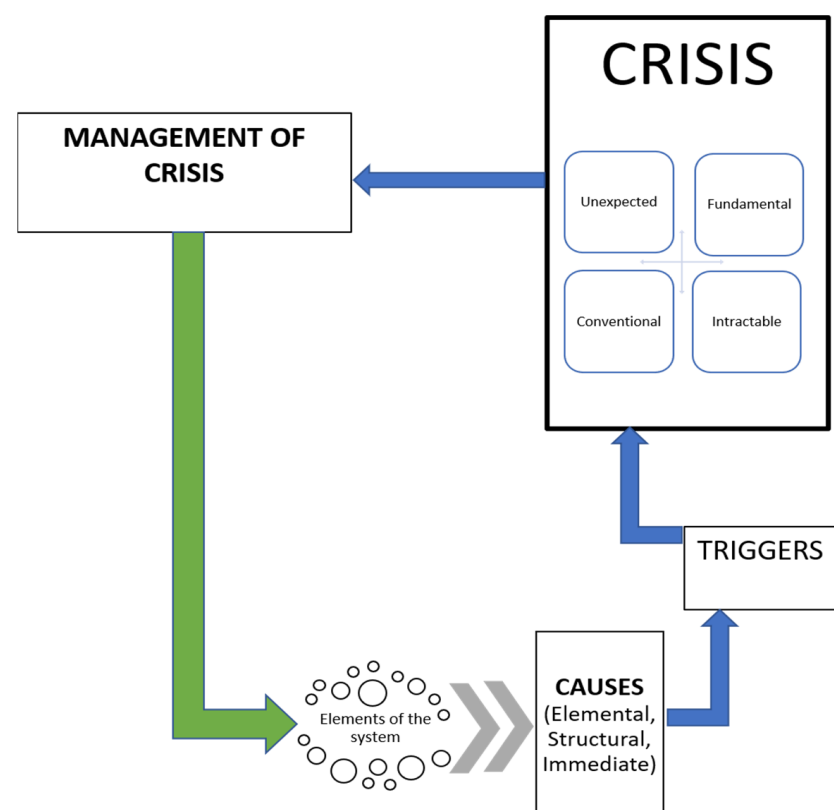 CRISIS
MANAGEMENT OF
CRISIS
Unexpected
Fundamental
Conventional
Intractable
TRIGGERS
Elements of the
system
CAUSES
(Elemental,
Structural,
Immediate)